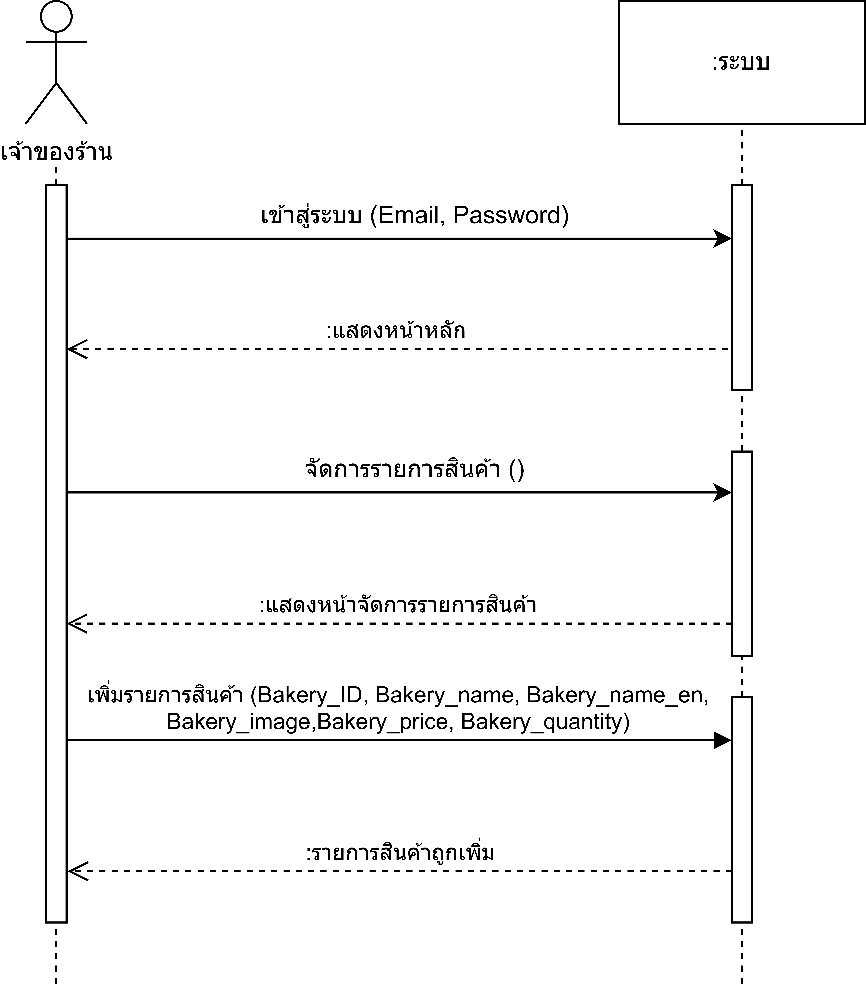 :ระบบ
เจ้าของร้าน
เข้าสู่ระบบ (Email, Password)
:แสดงหน้าหลัก
จัดการรายการสินค้า ()
:แสดงหน้าจัดการรายการสินค้า
เพิ่มรายการสินค้า (Bakery_ID, Bakery_name, Bakery_name_en,
Bakery_image,Bakery_price, Bakery_quantity)
:รายการสินค้าถูกเพิ่ม